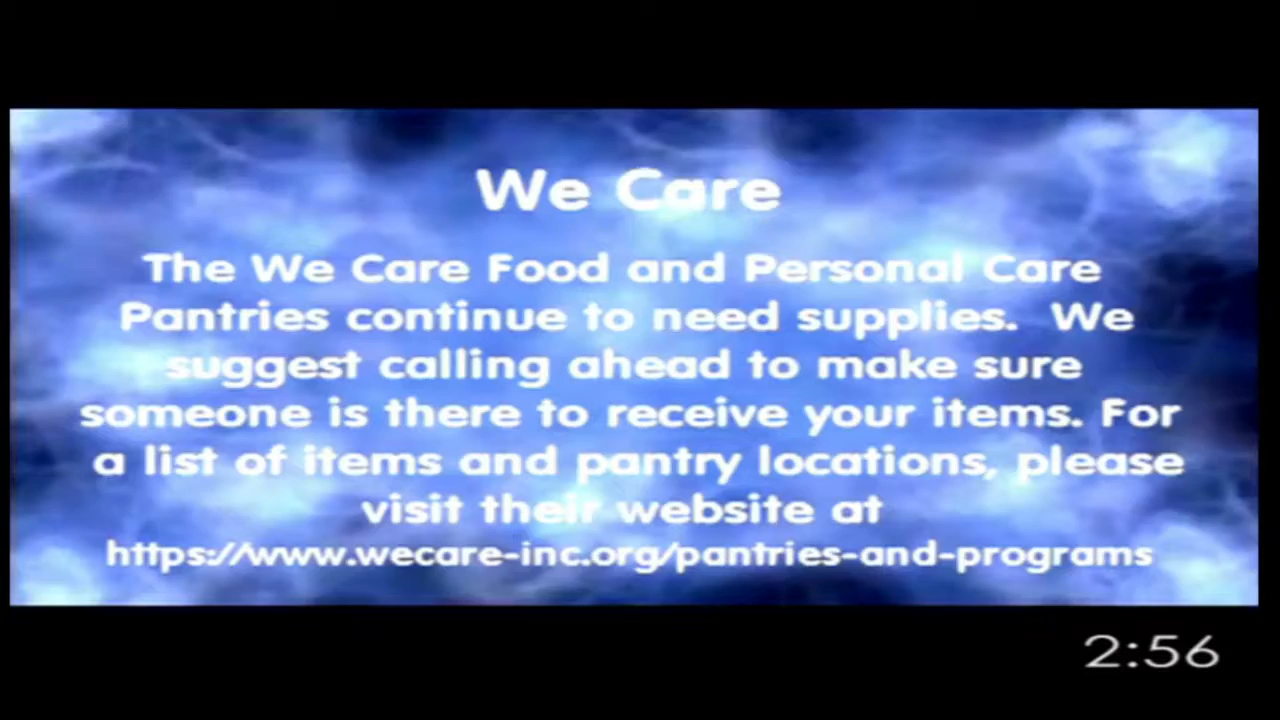 We Care
The We Care Food and Personal Care
Pantries continue to need supplies.  We
suggest calling ahead to make sure
someone is there to receive your items. For
a list of items and pantry locations, please
visit their website at
https://www.wecare-inc.org/pantries-and-programs
2:56